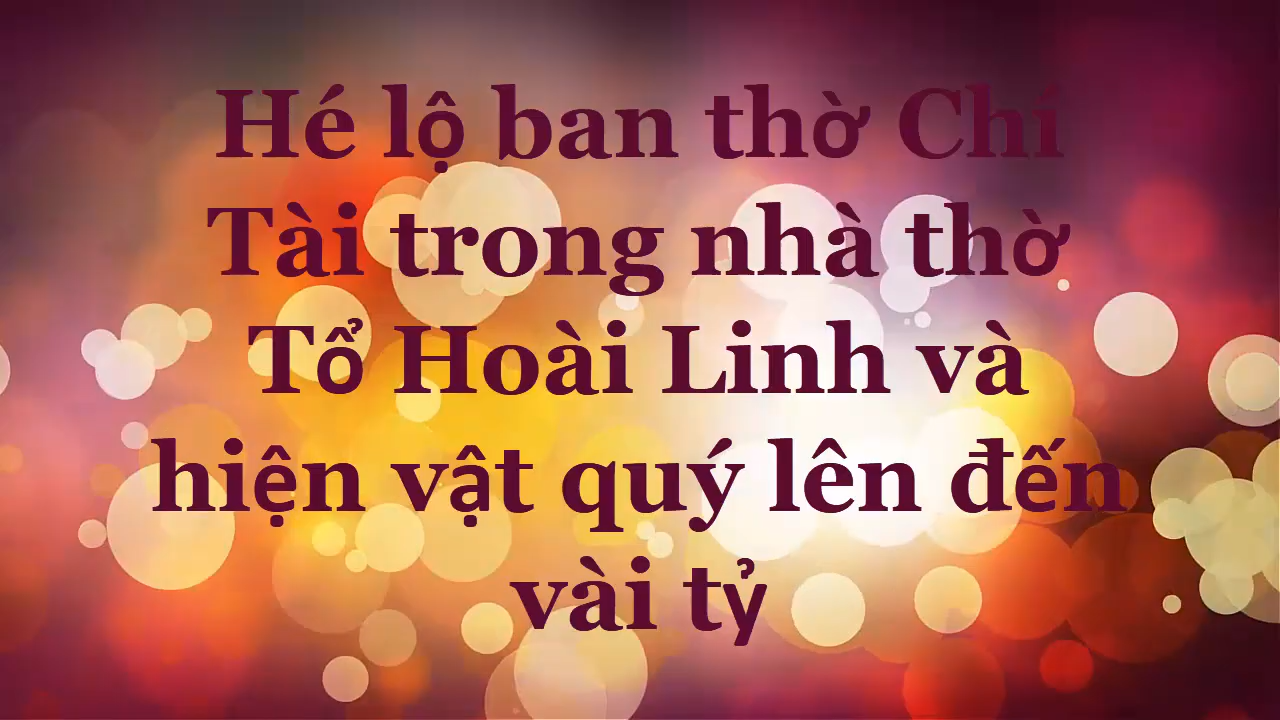 Hé lộ ban thờ Chí
Tài trong nhà thờ
Tổ Hoài Linh và
hiện vật quý lên đến
vài tỷ